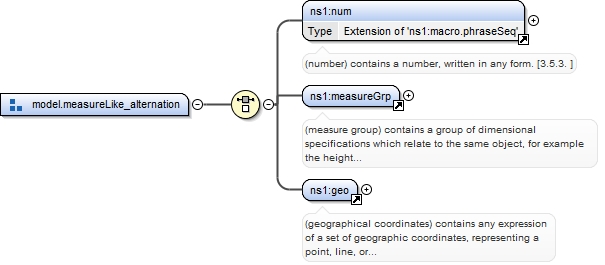 ns1:num
Type Extension of 'ns1:macro.phraseSeq'
(number) contains a number, written in any form. [3.5.3. ]
model.measureLike_alternation
ns1:measureGrp
(measure group) contains a group of dimensional
specifications which relate to the same object, for example
the height...
ns1:geo
(geographical coordinates) contains any expression
of a set of geographic coordinates, representing a
point, line, or...